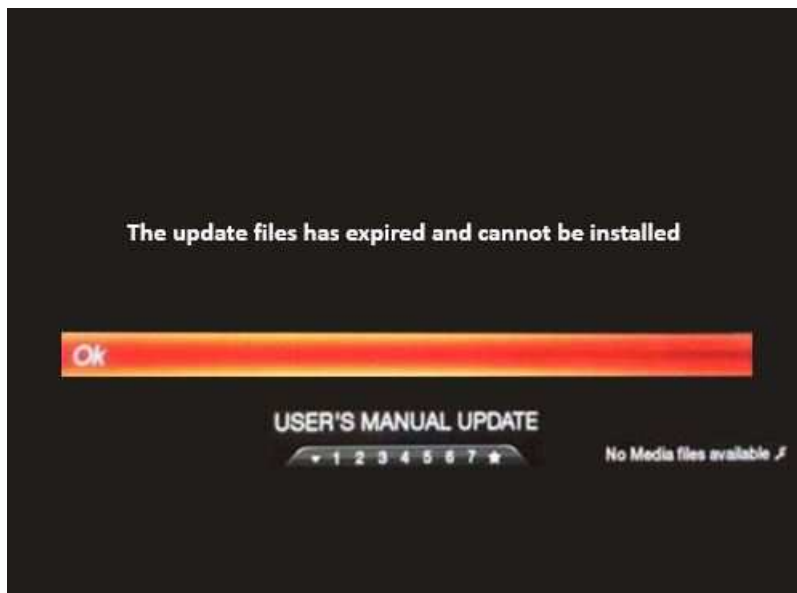 The update files has expired and cannot be installed
Ok
USER'S MANUAL UPDATE
1 2 3 4 5 6 7
No Media files available